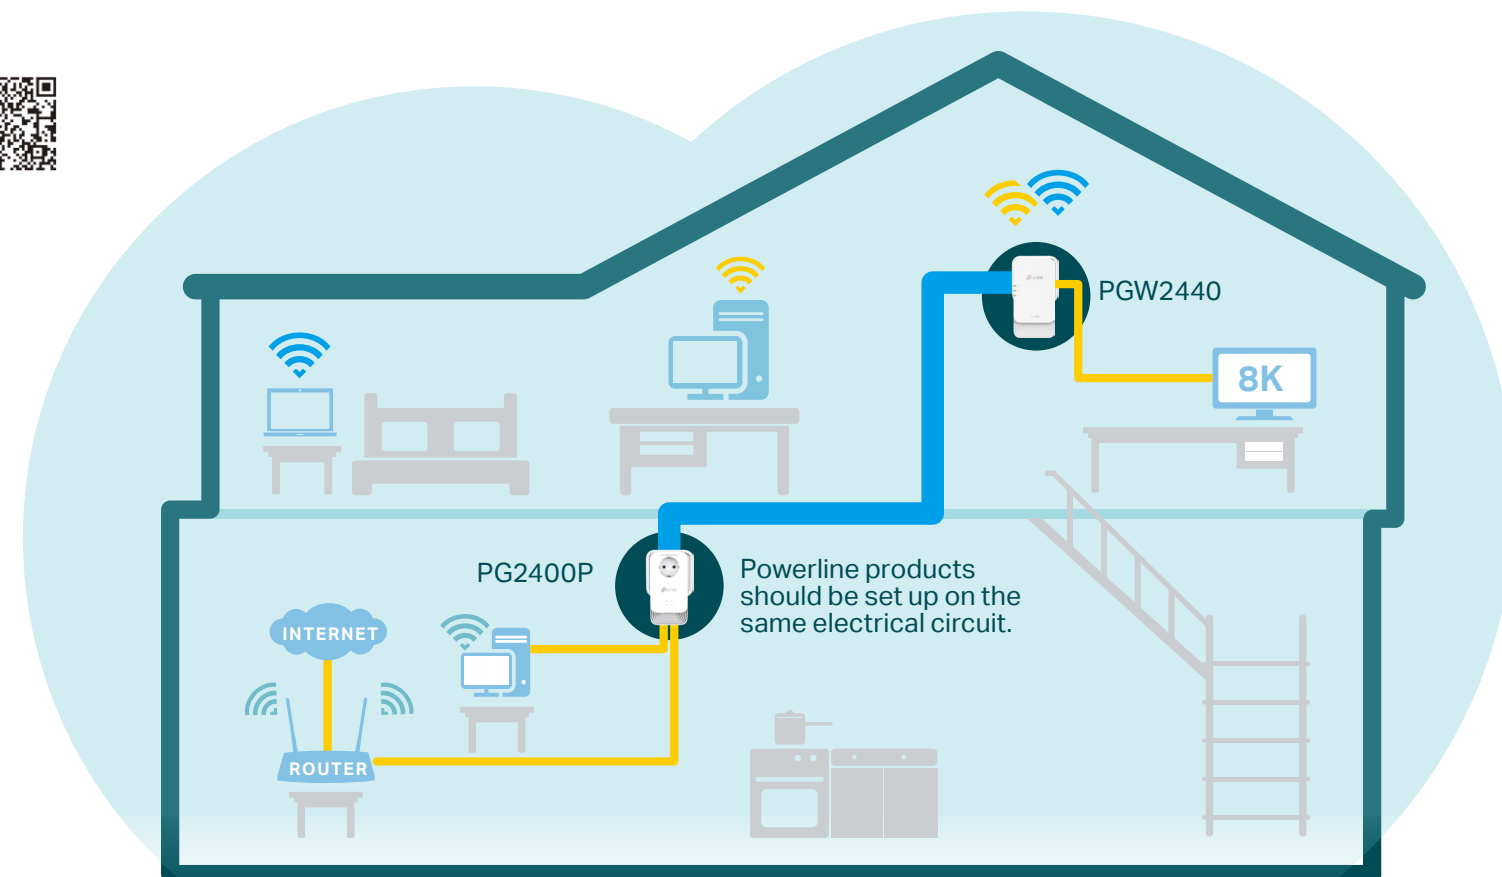 PGW2440
8K
PG2400P
Powerline products
should be set up on the
same electrical circuit.
INTERNET
ROUTER